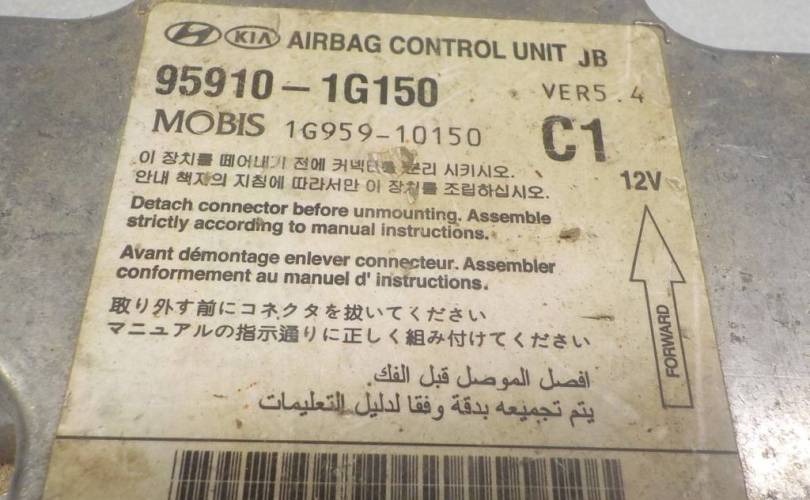 KIA AIRBAG CONTROL UNIT JB
95910-1G150 VER5.4
MOBIS 1G959-10150 C1
이 장치를 떼어내기 전에 커넥터를 분리 시키시오.
안내 책자의 지침에 따라서만 이 장치를 조립하십시오.
12V
Detach connector before unmounting. Assemble
strictly according to manual instructions.
Avant démontage enlever connecteur. Assembler
conformement au manuel d' instructions.
FORWARD
取り外す前にコネクタを抜いてください
マニュアルの指示通りに正しく組み付けてください
افصل الموصل قبل الفك.
يتم تجميعه بدقة وفقا لدليل التعليمات